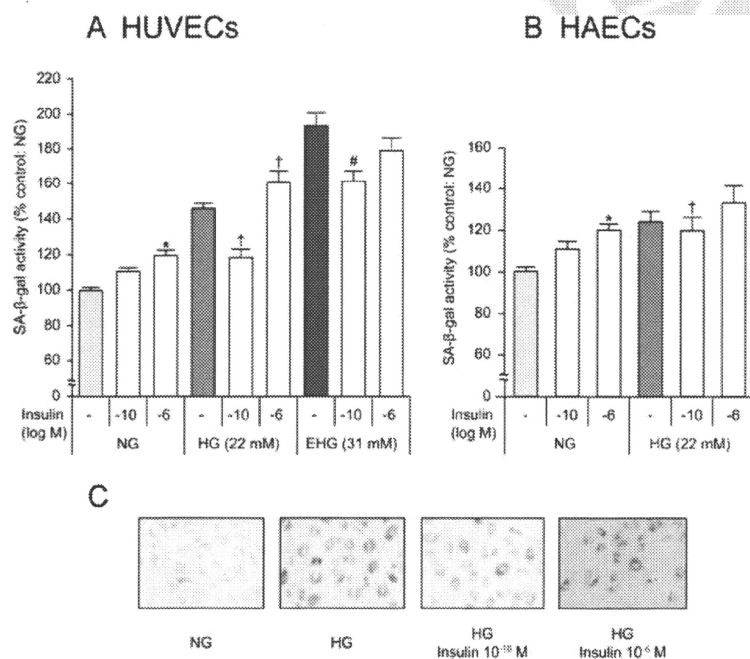 A HUVECs
B HAECs
SA-β-gal activity (% control: NG)
220
200
180
160
140
120
100
80
60
0
*
†
†
#
Insulin (log M)
- -10 -6 - -10 -6 - -10 -6
NG HG (22 mM) EHG (31 mM)
SA-β-gal activity (% control: NG)
160
140
120
100
80
60
0
*
†
Insulin (log M)
- -10 -6 - -10 -6
NG HG (22 mM)
C
NG
HG
HG
Insulin 10⁻¹⁰ M
HG
Insulin 10⁻⁶ M